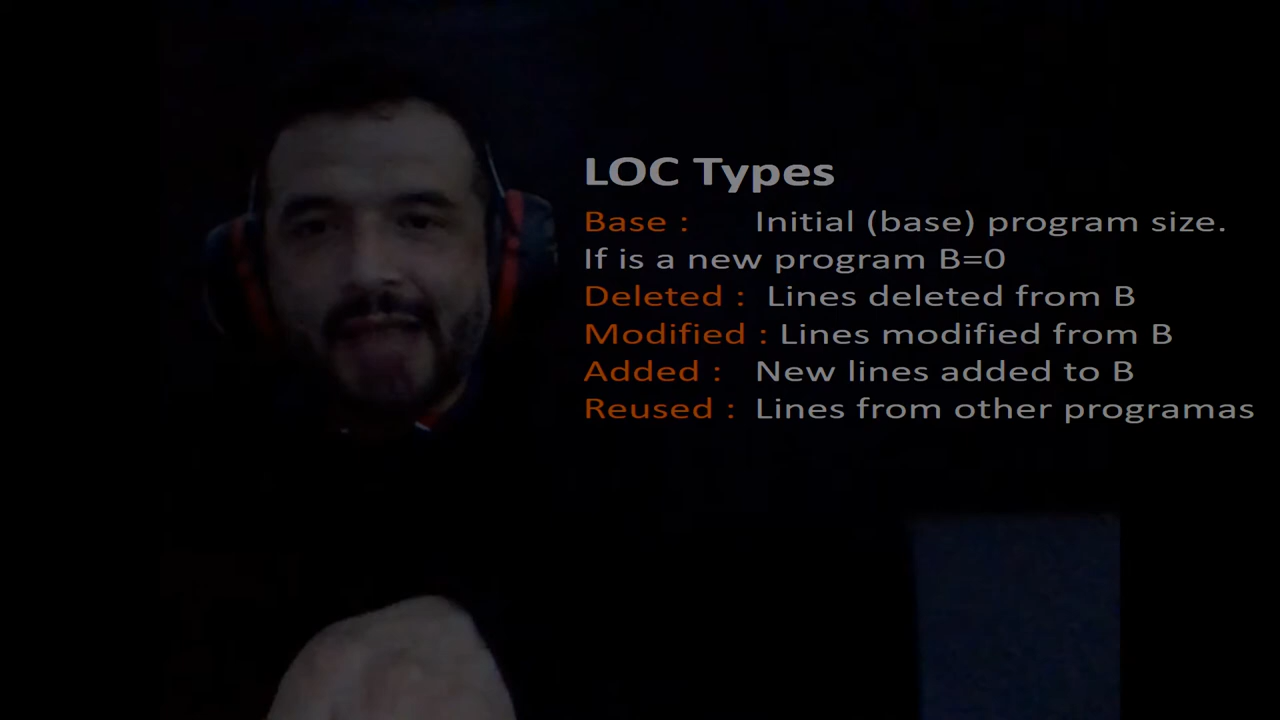 LOC Types
Base : Initial (base) program size.
If is a new program B=0
Deleted : Lines deleted from B
Modified : Lines modified from B
Added : New lines added to B
Reused : Lines from other programas